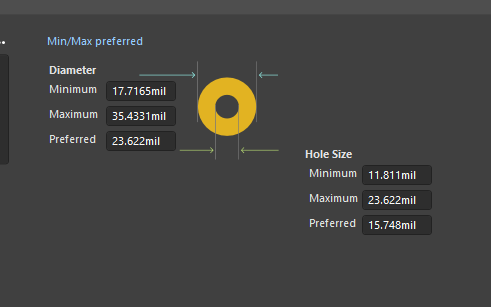 Min/Max preferred
Diameter
Minimum 17.7165mil
Maximum 35.4331mil
Preferred 23.622mil
Hole Size
Minimum 11.811mil
Maximum 23.622mil
Preferred 15.748mil